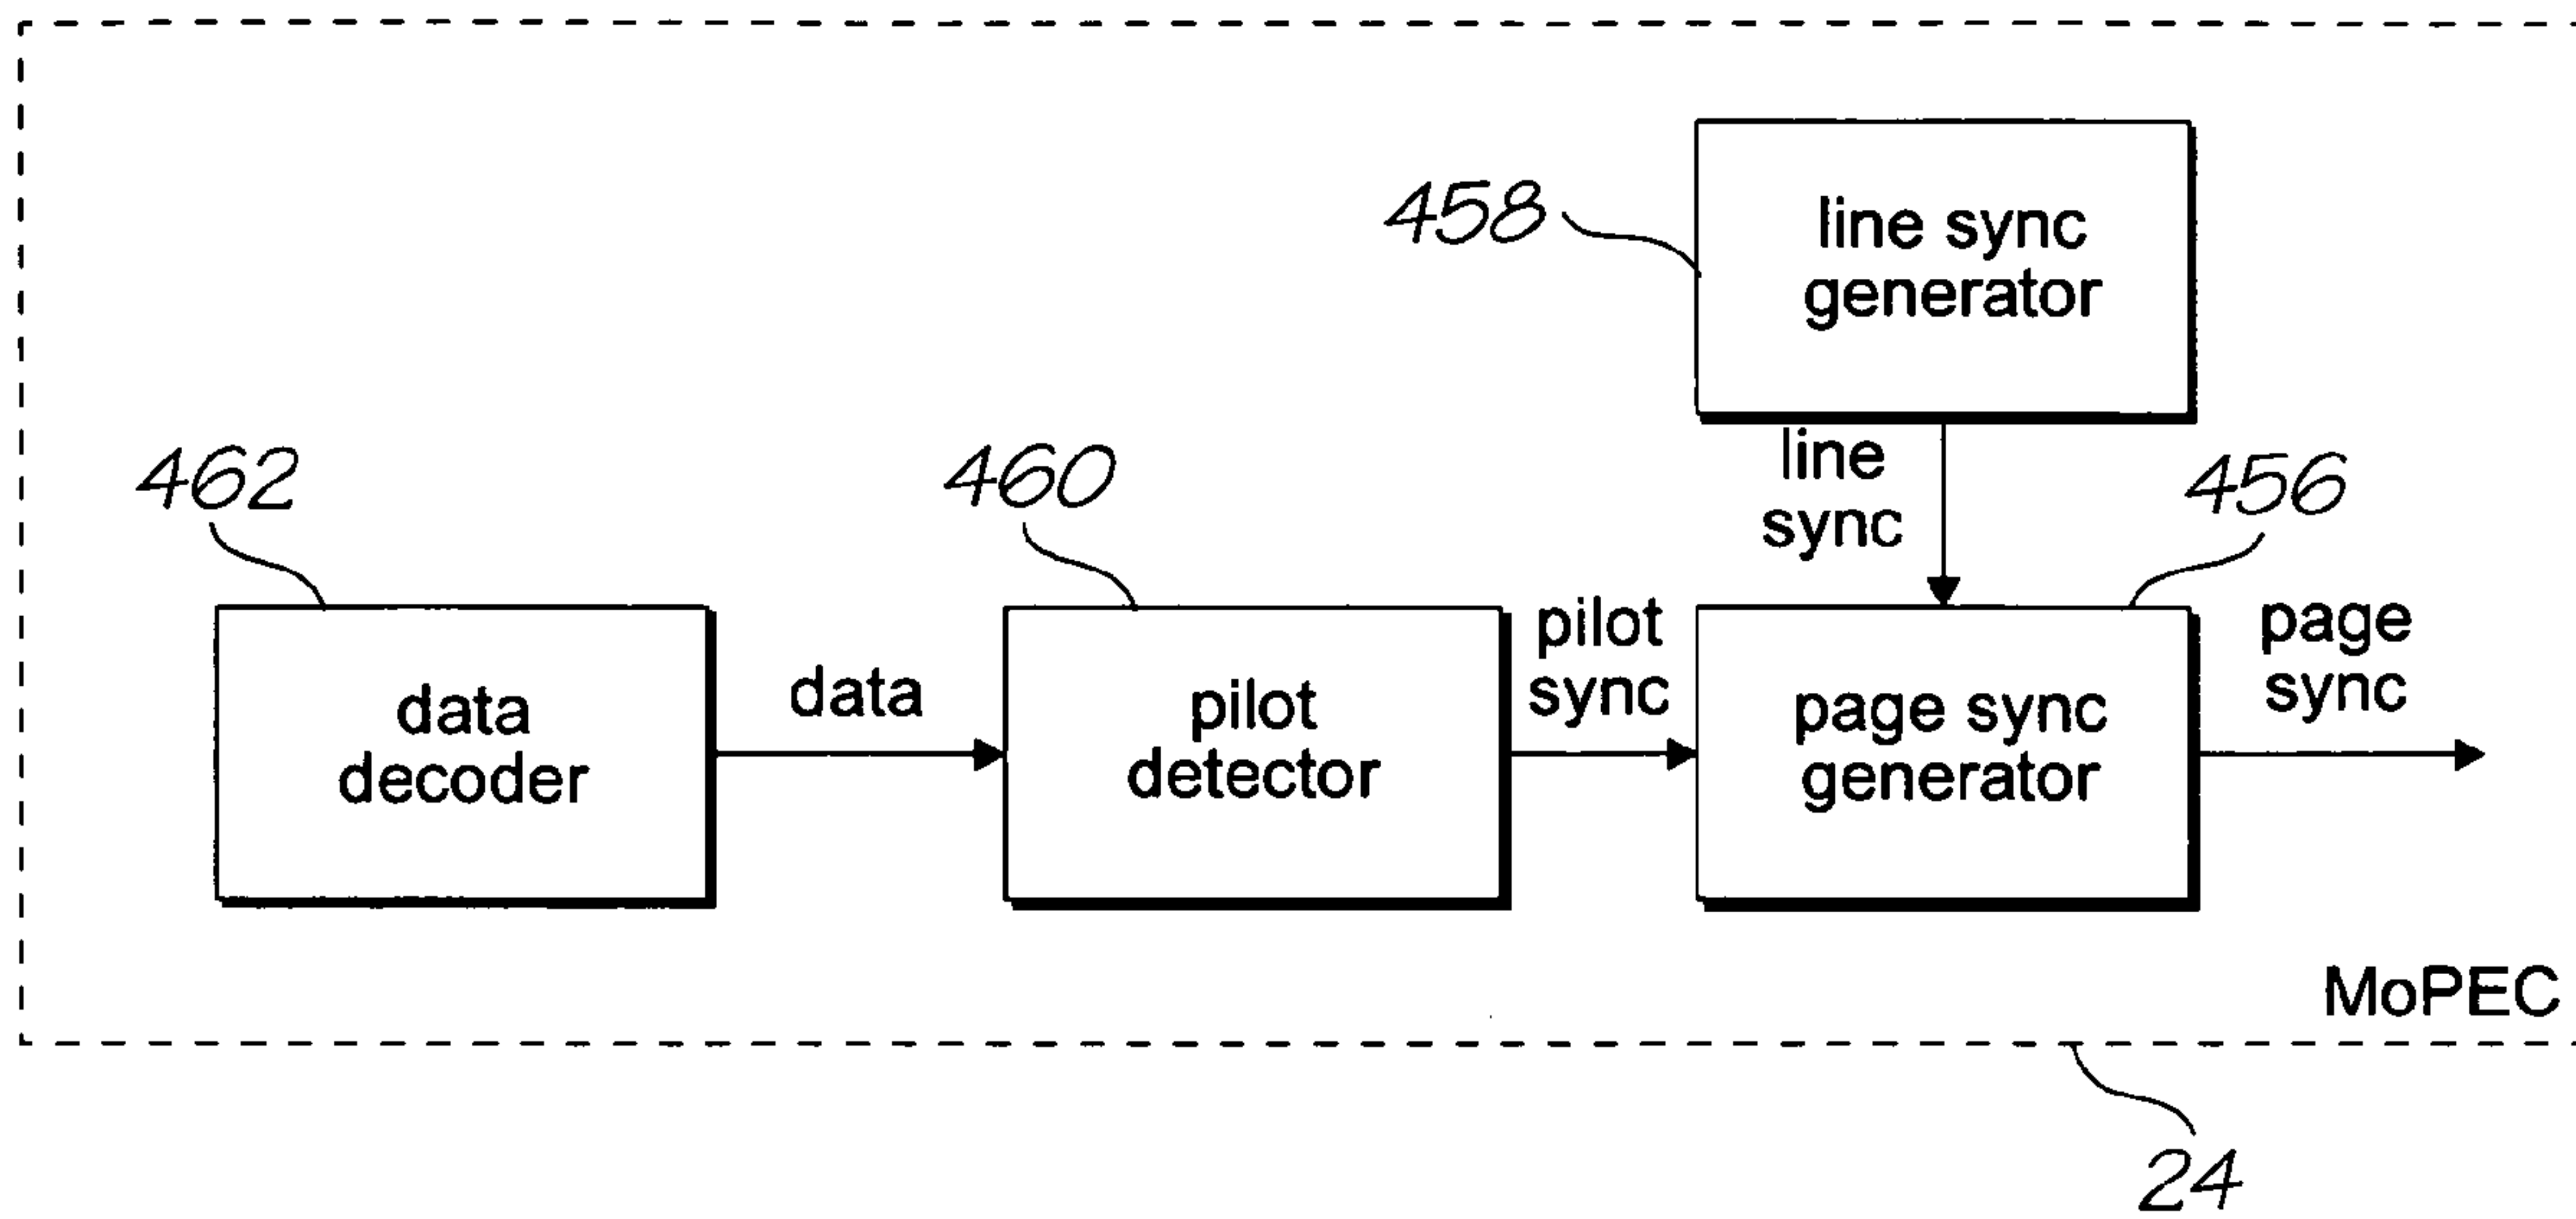 458
line sync
generator
line
sync
462
460
456
data
decoder
data
pilot
detector
pilot
sync
page sync
generator
page
sync
MoPEC
24